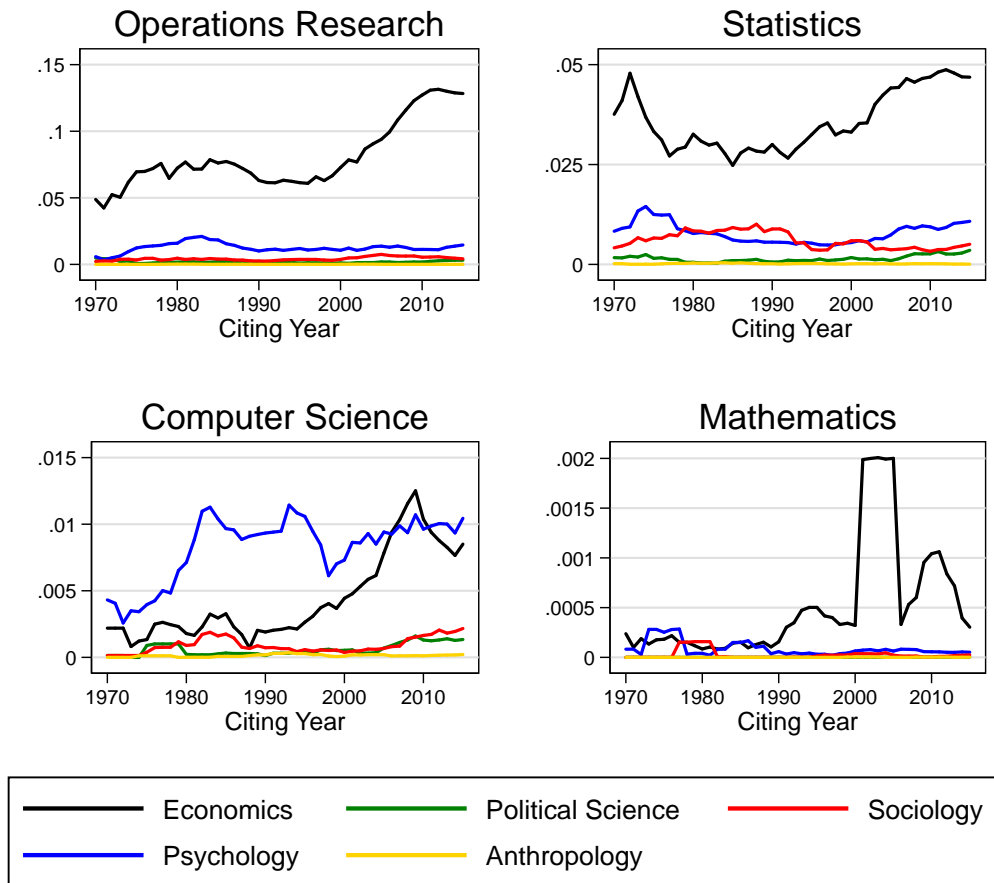 Operations Research
.15
.1
.05
0
1970 1980 1990 2000 2010
Citing Year
Statistics
.05
.025
0
1970 1980 1990 2000 2010
Citing Year
Computer Science
.015
.01
.005
0
1970 1980 1990 2000 2010
Citing Year
Mathematics
.002
.0015
.001
.0005
0
1970 1980 1990 2000 2010
Citing Year
Economics Political Science Sociology
Psychology Anthropology